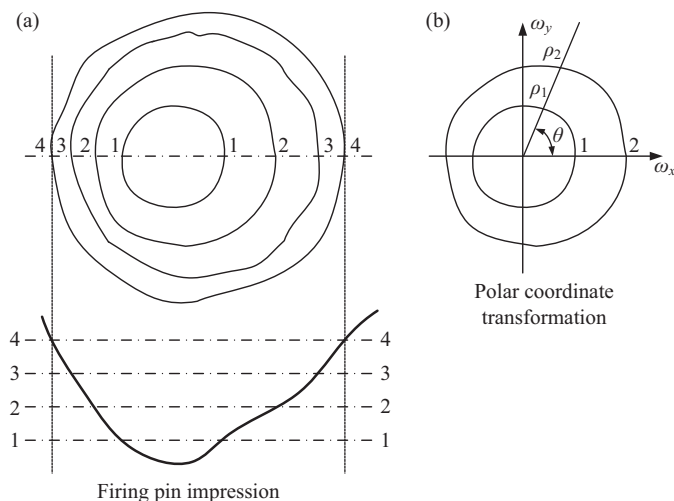 (a)
4 3 2 1 1 2 3 4
4 4
3 3
2 2
1 1
Firing pin impression
(b)
ω_y
ρ_2
ρ_1
θ
1 2
ω_x
Polar coordinate
transformation